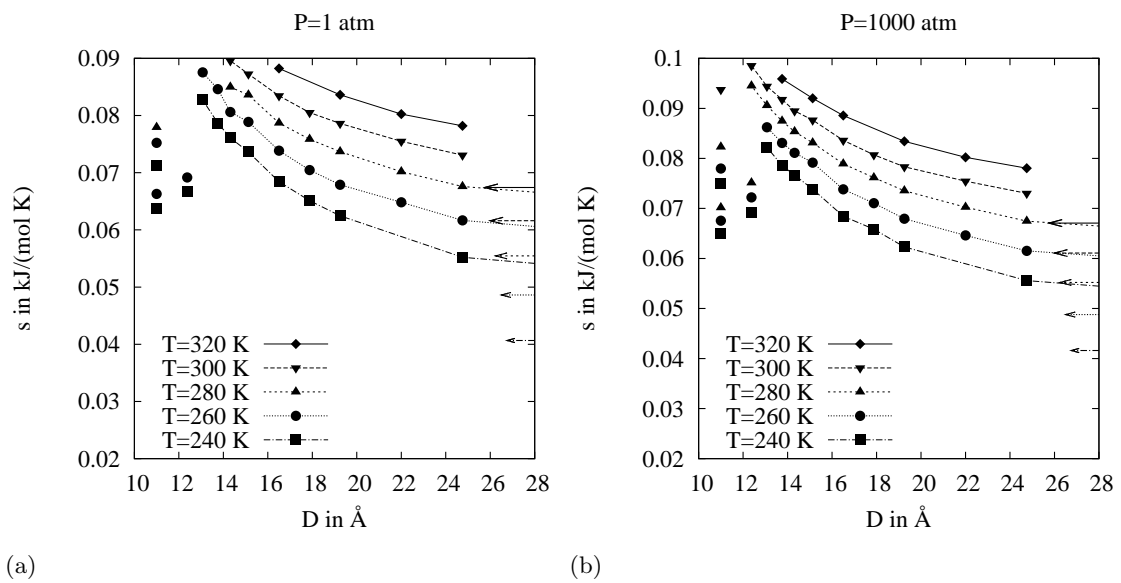 P=1 atm
0.09
0.08
0.07
0.06
0.05
0.04
0.03
0.02
s in kJ/(mol K)
T=320 K
T=300 K
T=280 K
T=260 K
T=240 K
10 12 14 16 18 20 22 24 26 28
D in Å
(a)
P=1000 atm
0.1
0.09
0.08
0.07
0.06
0.05
0.04
0.03
0.02
s in kJ/(mol K)
T=320 K
T=300 K
T=280 K
T=260 K
T=240 K
10 12 14 16 18 20 22 24 26 28
D in Å
(b)